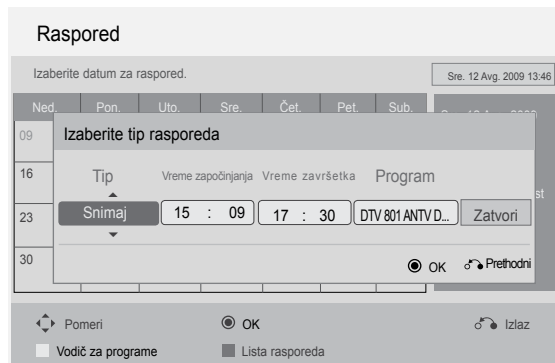 Raspored
Izaberite datum za raspored.
Sre. 12 Avg. 2009 13:46
Ned. Pon. Uto. Sre. Čet. Pet. Sub.
09
16
23
30
Izaberite tip rasporeda
Tip Vreme započinjanja Vreme završetka Program
Snimaj 15 : 09 17 : 30 DTV 801 ANTV D... Zatvori
st
OK Prethodni
Pomeri OK Izlaz
Vodič za programe Lista rasporeda